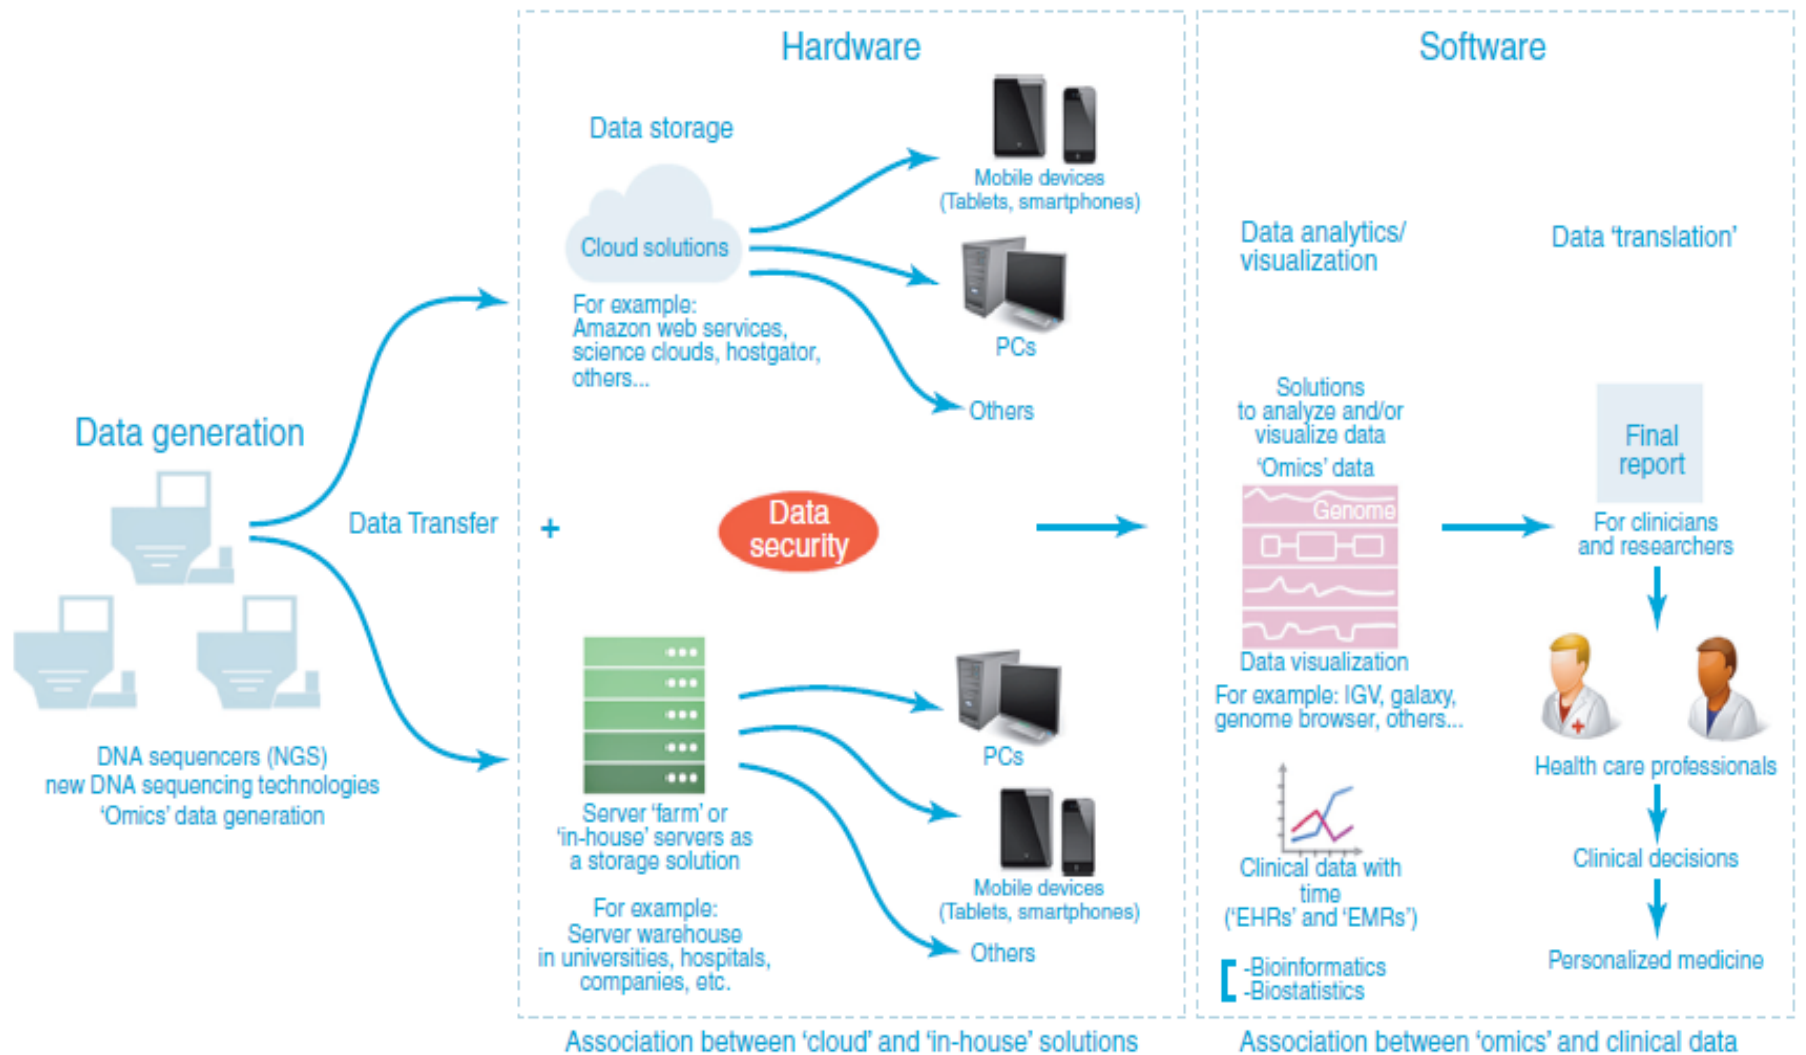 Hardware
Software
Data storage
Cloud solutions
For example:
Amazon web services,
science clouds, hostgator,
others...
Mobile devices
(Tablets, smartphones)
PCs
Others
Data generation
DNA sequencers (NGS)
new DNA sequencing technologies
‘Omics’ data generation
Data Transfer
+
Data
security
Server ‘farm’ or
‘in-house’ servers as
a storage solution
For example:
Server warehouse
in universities, hospitals,
companies, etc.
PCs
Mobile devices
(Tablets, smartphones)
Others
Data analytics/
visualization
Solutions
to analyze and/or
visualize data
‘Omics’ data
Genome
Data visualization
For example: IGV, galaxy,
genome browser, others...
Clinical data with
time
(‘EHRs’ and ‘EMRs’)
-Bioinformatics
-Biostatistics
Data ‘translation’
Final
report
For clinicians
and researchers
Health care professionals
Clinical decisions
Personalized medicine
Association between ‘cloud’ and ‘in-house’ solutions
Association between ‘omics’ and clinical data